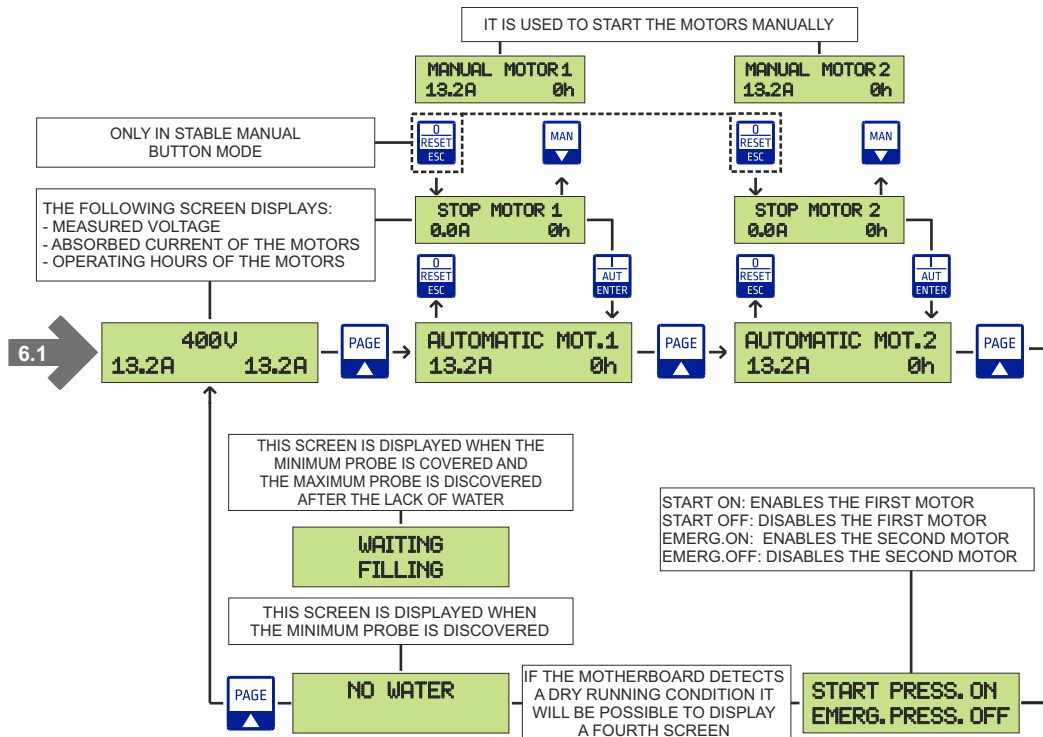 IT IS USED TO START THE MOTORS MANUALLY
MANUAL MOTOR 1
13.2A 0h
MANUAL MOTOR 2
13.2A 0h
ONLY IN STABLE MANUAL
BUTTON MODE
0
RESET
ESC
MAN
0
RESET
ESC
MAN
THE FOLLOWING SCREEN DISPLAYS:
- MEASURED VOLTAGE
- ABSORBED CURRENT OF THE MOTORS
- OPERATING HOURS OF THE MOTORS
STOP MOTOR 1
0.0A 0h
STOP MOTOR 2
0.0A 0h
0
RESET
ESC
I
AUT
ENTER
0
RESET
ESC
I
AUT
ENTER
6.1
400V
13.2A 13.2A
PAGE
AUTOMATIC MOT.1
13.2A 0h
PAGE
AUTOMATIC MOT.2
13.2A 0h
PAGE
THIS SCREEN IS DISPLAYED WHEN THE
MINIMUM PROBE IS COVERED AND
THE MAXIMUM PROBE IS DISCOVERED
AFTER THE LACK OF WATER
WAITING
FILLING
START ON: ENABLES THE FIRST MOTOR
START OFF: DISABLES THE FIRST MOTOR
EMERG.ON: ENABLES THE SECOND MOTOR
EMERG.OFF: DISABLES THE SECOND MOTOR
THIS SCREEN IS DISPLAYED WHEN
THE MINIMUM PROBE IS DISCOVERED
PAGE
NO WATER
IF THE MOTHERBOARD DETECTS
A DRY RUNNING CONDITION IT
WILL BE POSSIBLE TO DISPLAY
A FOURTH SCREEN
START PRESS. ON
EMERG. PRESS. OFF